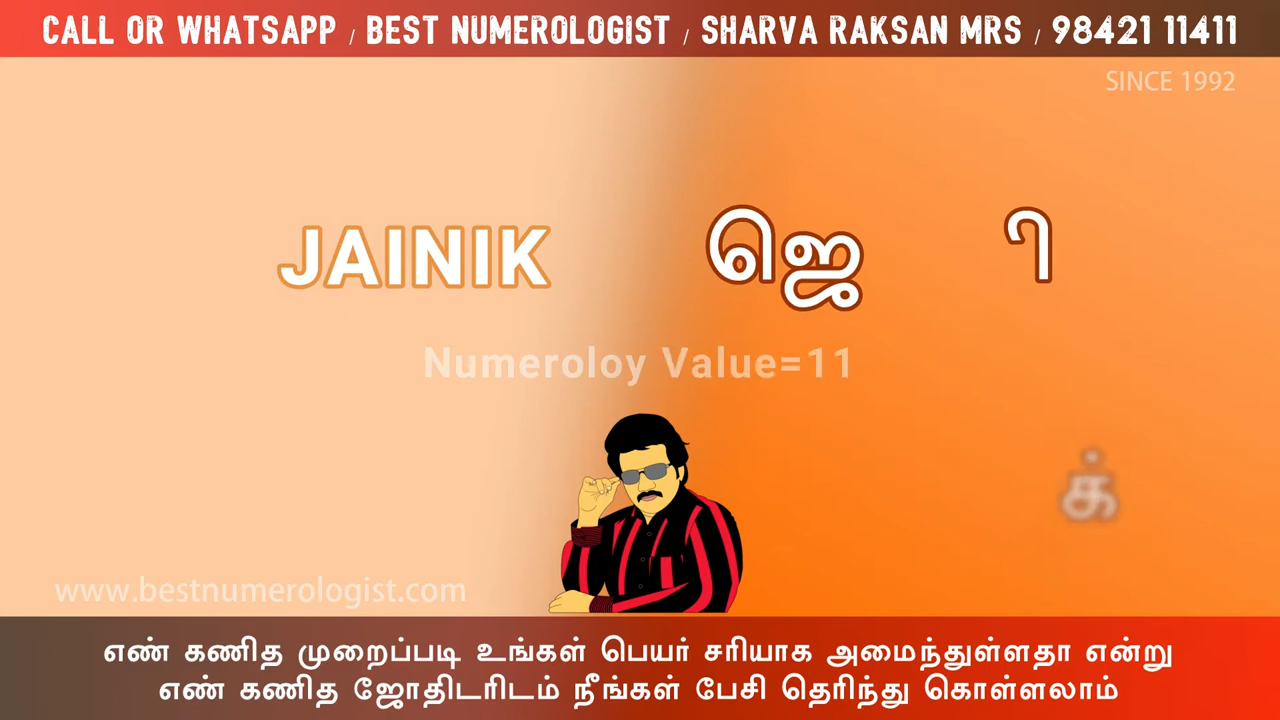 CALL OR WHATSAPP / BEST NUMEROLOGIST / SHARVA RAKSAN MRS / 98421 11411
SINCE 1992
JAINIK ஜெ ி
Numeroloy Value=11
க்
www.bestnumerologist.com
எண் கணித முறைப்படி உங்கள் பெயர் சரியாக அமைந்துள்ளதா என்று
எண் கணித ஜோதிடரிடம் நீங்கள் பேசி தெரிந்து கொள்ளலாம்